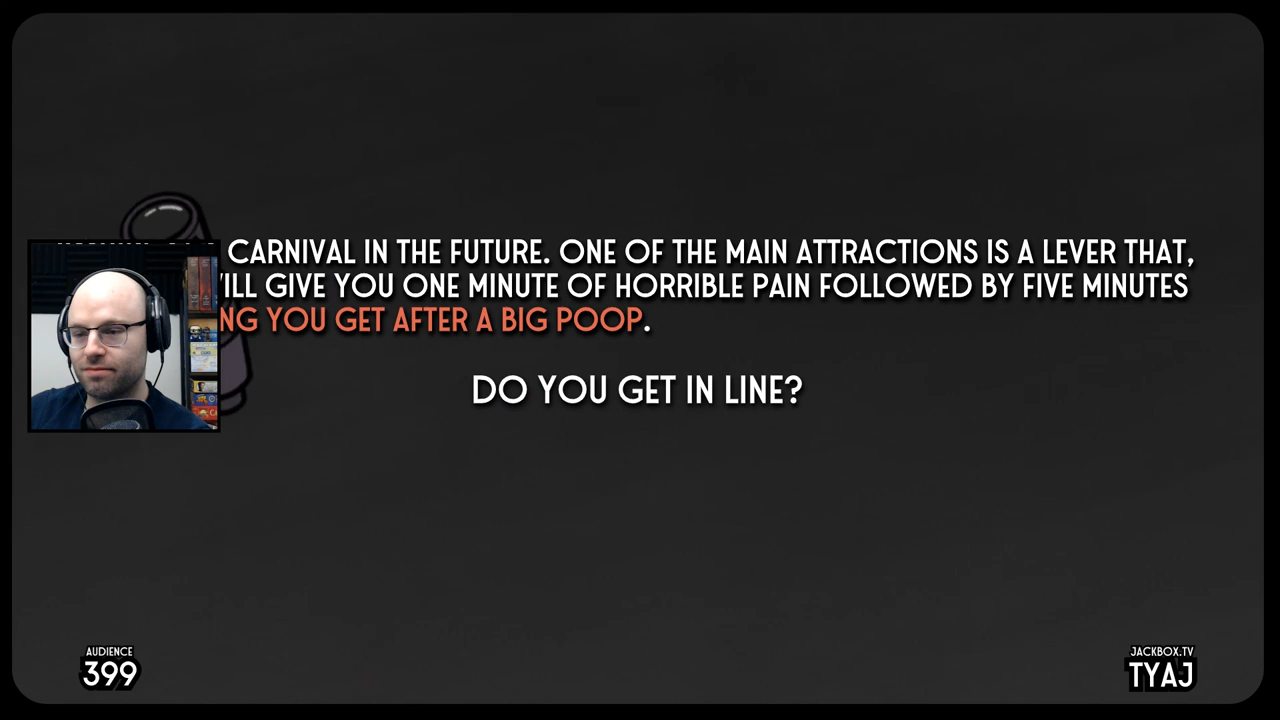 CARNIVAL IN THE FUTURE. ONE OF THE MAIN ATTRACTIONS IS A LEVER THAT,
GIVE YOU ONE MINUTE OF HORRIBLE PAIN FOLLOWED BY FIVE MINUTES
YOU GET AFTER A BIG POOP.
DO YOU GET IN LINE?
AUDIENCE
399
JACKBOX.TV
TYAJ